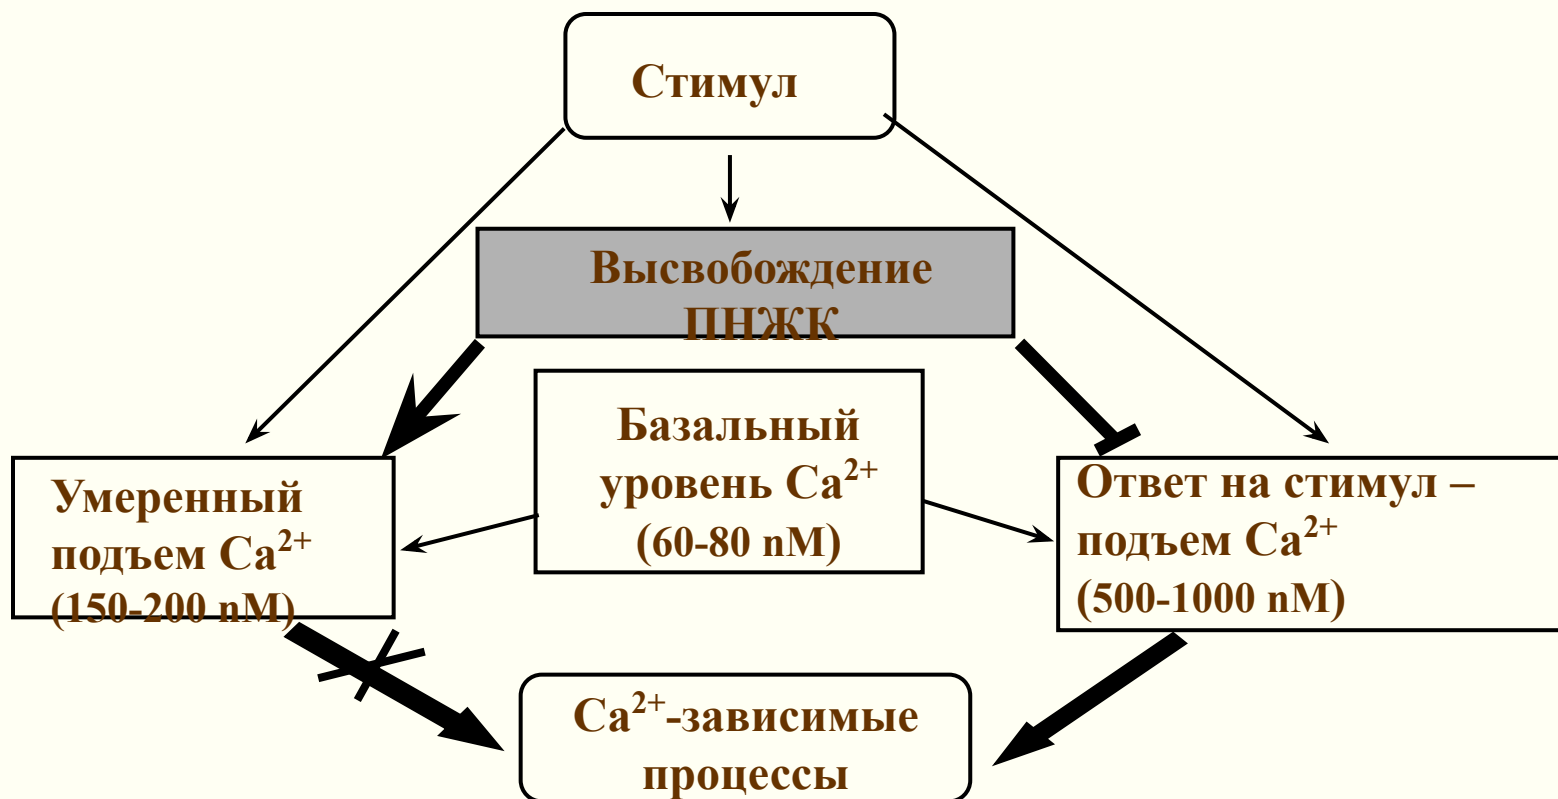 Стимул
Высвобождение
ПНЖК
Базальный
уровень Ca²⁺
(60-80 nM)
Умеренный
подъем Ca²⁺
(150-200 nM)
Ответ на стимул –
подъем Ca²⁺
(500-1000 nM)
Ca²⁺-зависимые
процессы